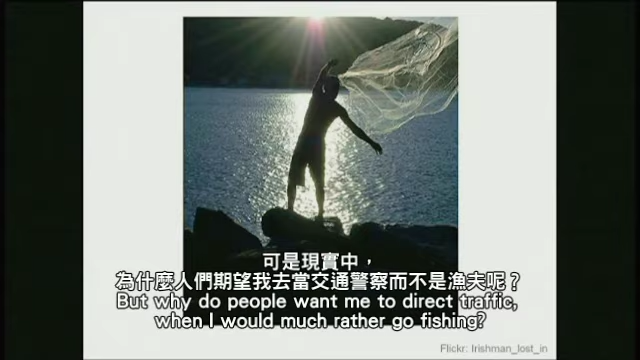 可是現實中，
為什麼人們期望我去當交通警察而不是漁夫呢？
But why do people want me to direct traffic,
when I would much rather go fishing?
Flickr: Irishman_lost_in